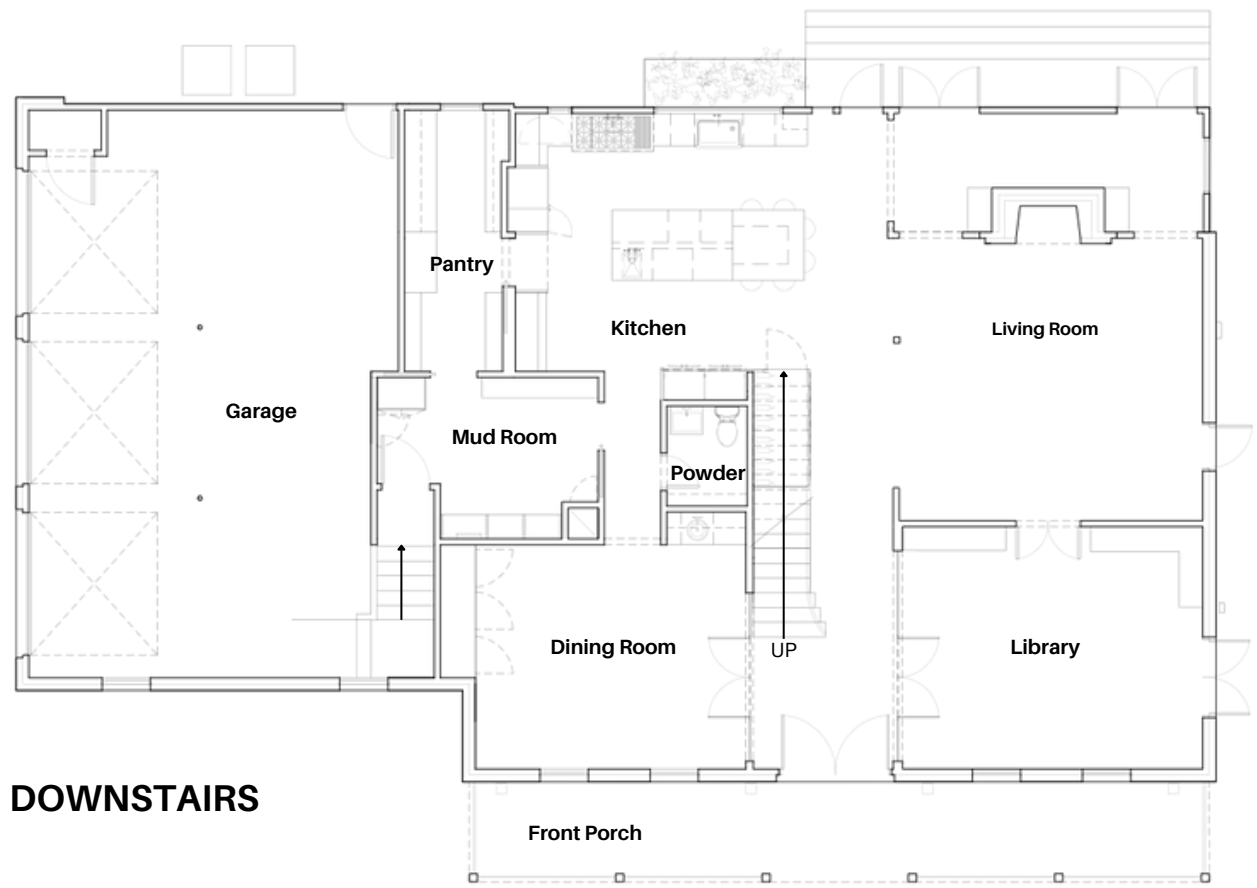 Pantry
Kitchen
Living Room
Garage
Mud Room
Powder
Dining Room
UP
Library
DOWNSTAIRS
Front Porch